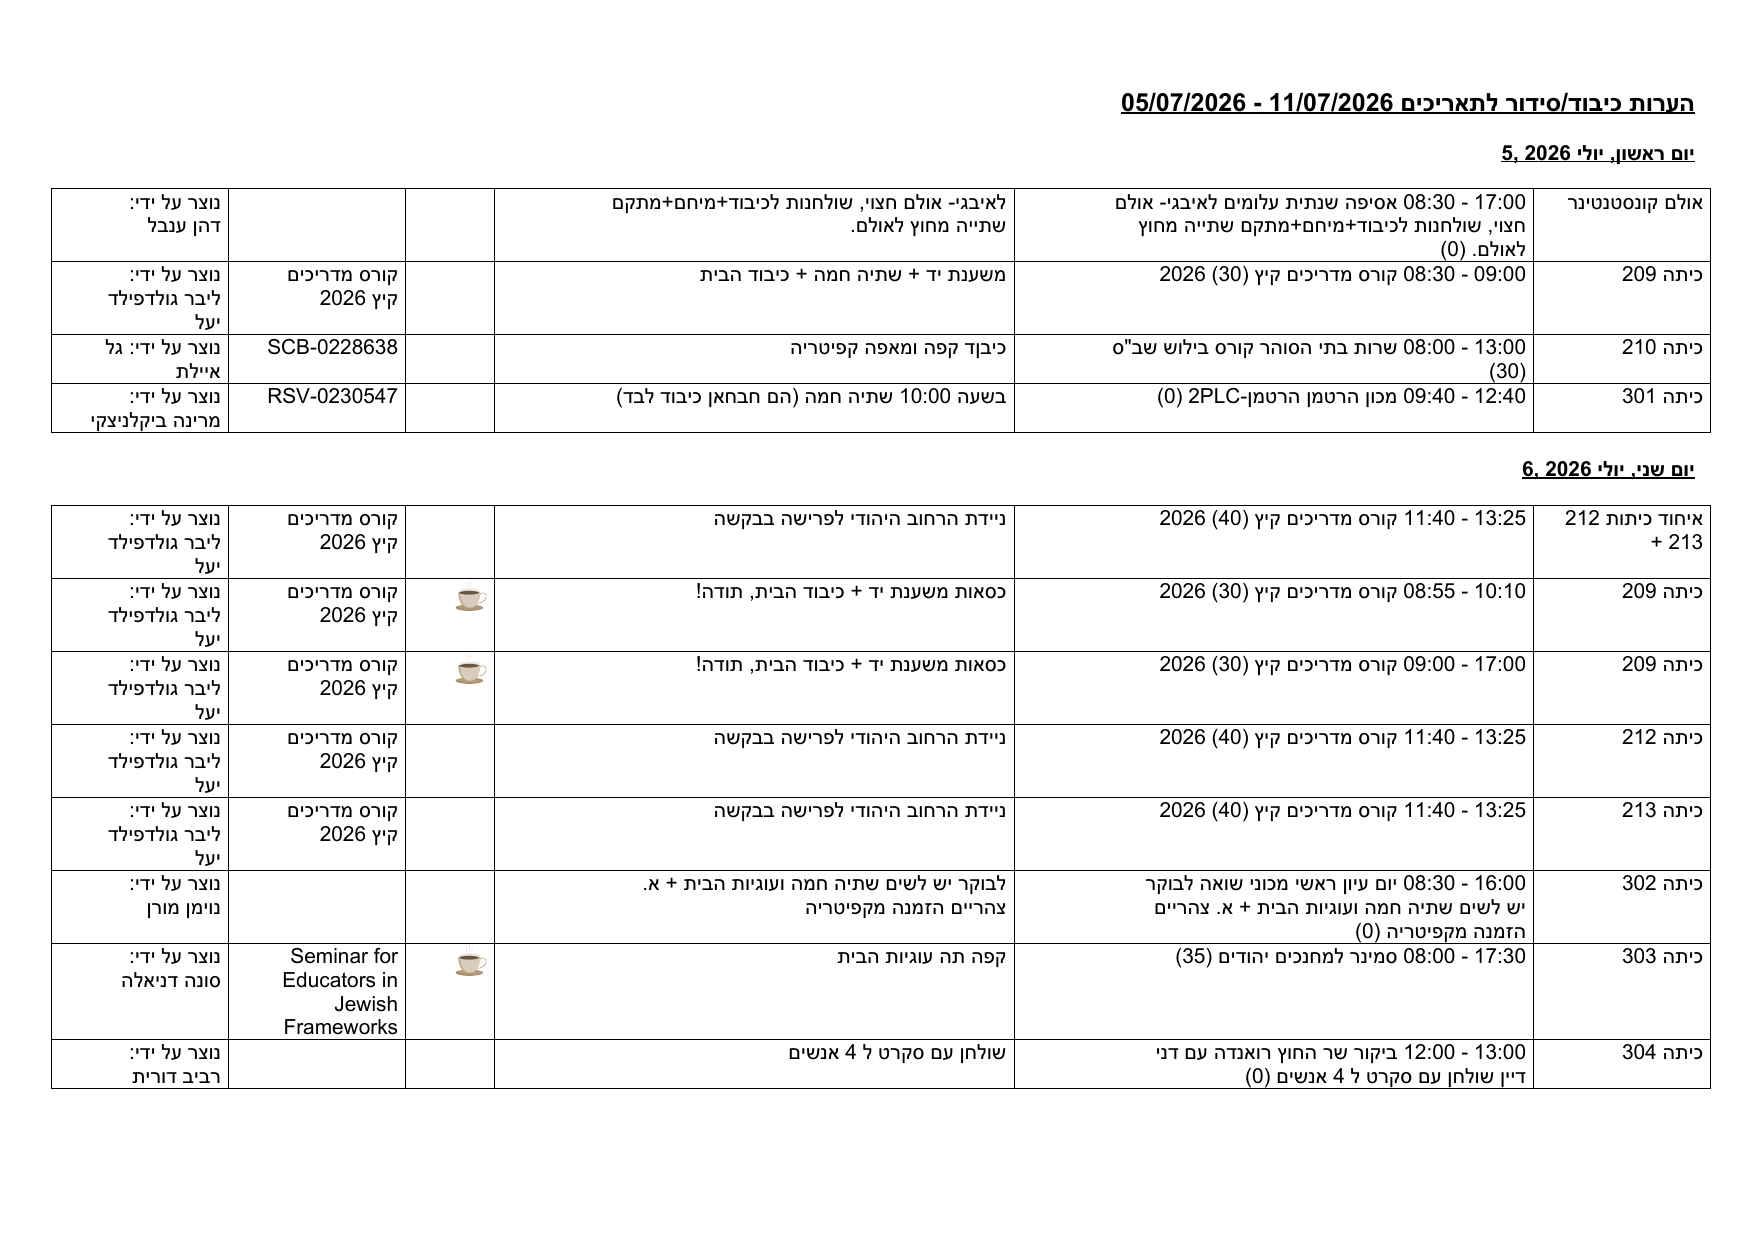 הערות כיבוד/סידור לתאריכים 05/07/2026 - 11/07/2026
יום ראשון, יולי 5, 2026
אולם קונסטנטינר
08:30 - 17:00 אסיפה שנתית עלומים לאיבגי- אולם
חצוי, שולחנות לכיבוד+מיחם+מתקם שתייה מחוץ
לאולם. (0)
לאיבגי- אולם חצוי, שולחנות לכיבוד+מיחם+מתקם
שתייה מחוץ לאולם.
נוצר על ידי:
דהן ענבל
כיתה 209
08:30 - 09:00 קורס מדריכים קיץ 2026 (30)
משענת יד + שתיה חמה + כיבוד הבית
קורס מדריכים
קיץ 2026
נוצר על ידי:
ליבר גולדפילד
יעל
כיתה 210
08:00 - 13:00 שרות בתי הסוהר קורס בילוש שב"ס
(30)
כיבןד קפה ומאפה קפיטריה
SCB-0228638
נוצר על ידי: גל
איילת
כיתה 301
09:40 - 12:40 מכון הרטמן הרטמן-2PLC (0)
בשעה 10:00 שתיה חמה (הם חבחאן כיבוד לבד)
RSV-0230547
נוצר על ידי:
מרינה ביקלניצקי
יום שני, יולי 6, 2026
איחוד כיתות 212
+ 213
11:40 - 13:25 קורס מדריכים קיץ 2026 (40)
ניידת הרחוב היהודי לפרישה בבקשה
קורס מדריכים
קיץ 2026
נוצר על ידי:
ליבר גולדפילד
יעל
כיתה 209
08:55 - 10:10 קורס מדריכים קיץ 2026 (30)
כסאות משענת יד + כיבוד הבית, תודה!
קורס מדריכים
קיץ 2026
נוצר על ידי:
ליבר גולדפילד
יעל
כיתה 209
09:00 - 17:00 קורס מדריכים קיץ 2026 (30)
כסאות משענת יד + כיבוד הבית, תודה!
קורס מדריכים
קיץ 2026
נוצר על ידי:
ליבר גולדפילד
יעל
כיתה 212
11:40 - 13:25 קורס מדריכים קיץ 2026 (40)
ניידת הרחוב היהודי לפרישה בבקשה
קורס מדריכים
קיץ 2026
נוצר על ידי:
ליבר גולדפילד
יעל
כיתה 213
11:40 - 13:25 קורס מדריכים קיץ 2026 (40)
ניידת הרחוב היהודי לפרישה בבקשה
קורס מדריכים
קיץ 2026
נוצר על ידי:
ליבר גולדפילד
יעל
כיתה 302
08:30 - 16:00 יום עיון ראשי מכוני שואה לבוקר
יש לשים שתיה חמה ועוגיות הבית + א. צהריים
הזמנה מקפיטריה (0)
לבוקר יש לשים שתיה חמה ועוגיות הבית + א.
צהריים הזמנה מקפיטריה
נוצר על ידי:
נוימן מורן
כיתה 303
08:00 - 17:30 סמינר למחנכים יהודים (35)
קפה תה עוגיות הבית
Seminar for
Educators in
Jewish
Frameworks
נוצר על ידי:
סונה דניאלה
כיתה 304
12:00 - 13:00 ביקור שר החוץ רואנדה עם דני
דיין שולחן עם סקרט ל 4 אנשים (0)
שולחן עם סקרט ל 4 אנשים
נוצר על ידי:
רביב דורית